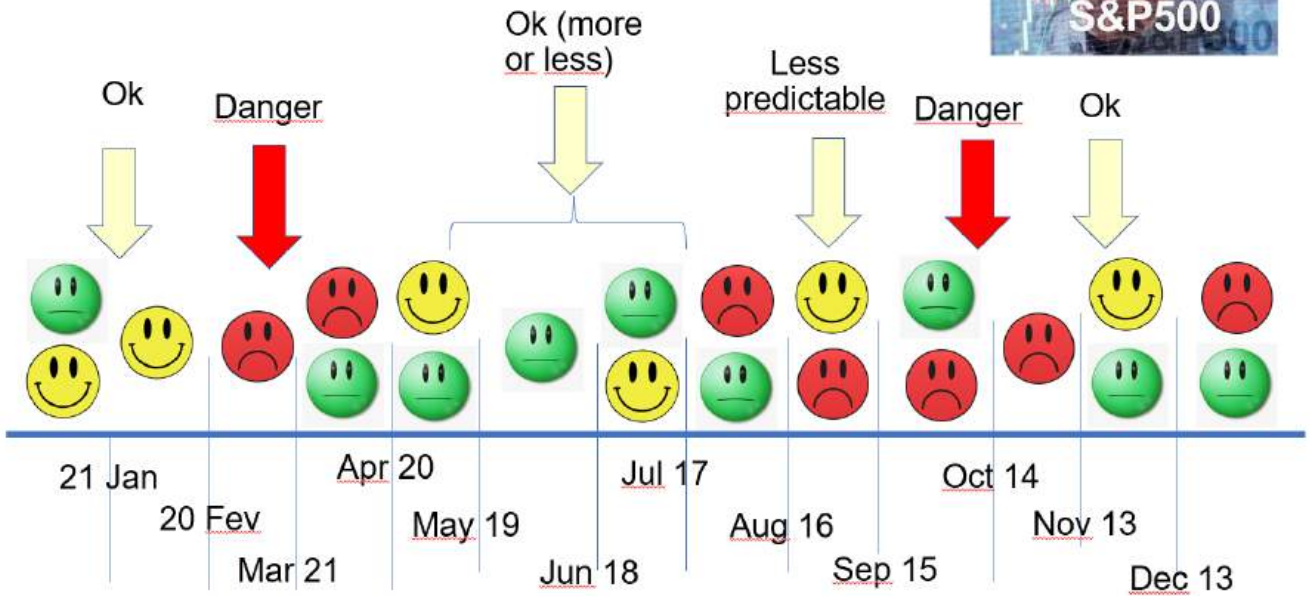 S&P500
Ok (more
or less)
Less
predictable
Ok
Danger
Danger
Ok
Apr 20
Jul 17
21 Jan
Oct 14
20 Fev
May 19
Aug 16
Nov 13
Mar 21
Jun 18
Sep 15
Dec 13